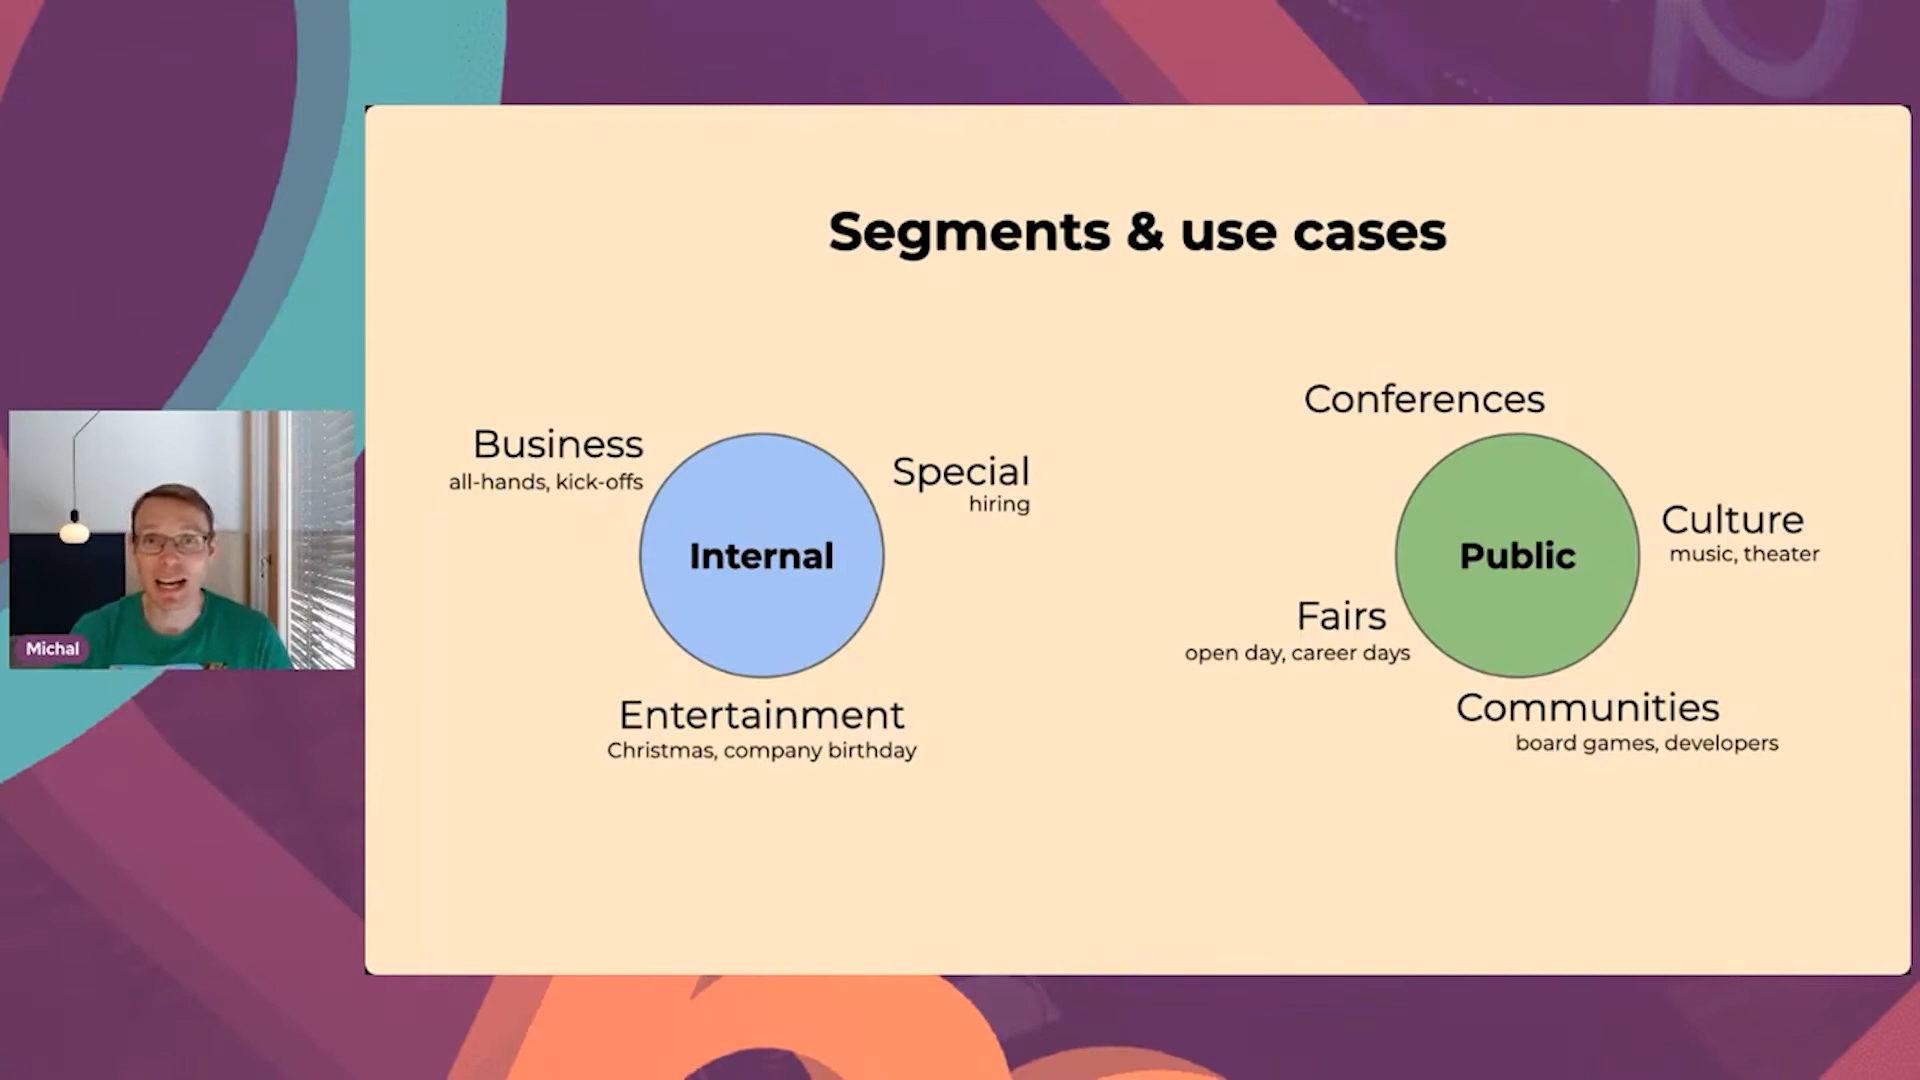 Segments & use cases
Business
all-hands, kick-offs
Special
hiring
Internal
Entertainment
Christmas, company birthday
Conferences
Culture
music, theater
Public
Fairs
open day, career days
Communities
board games, developers
Michal